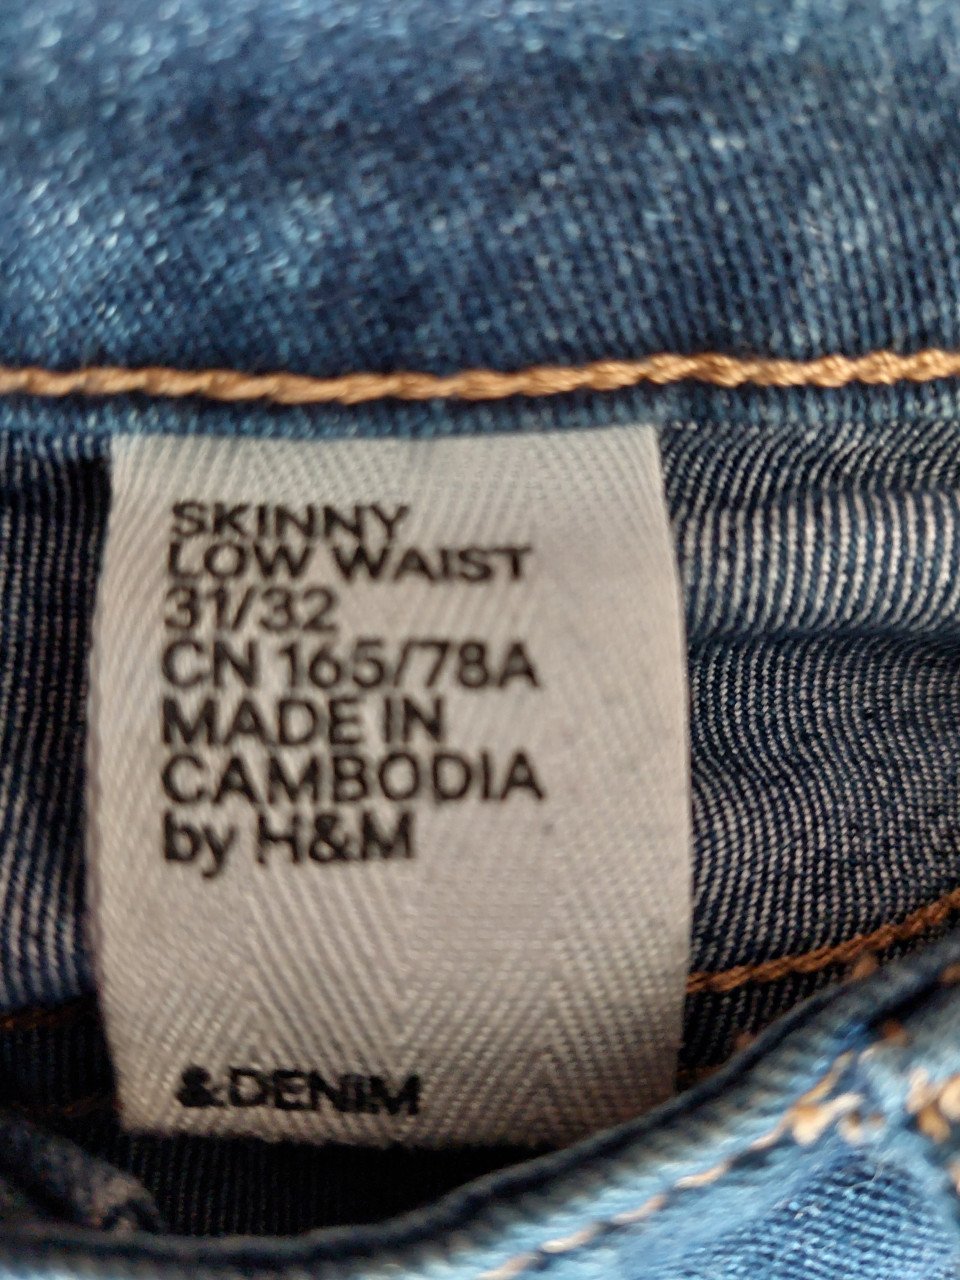 SKINNY
LOW WAIST
31/32
CN 165/78A
MADE IN
CAMBODIA
by H&M
&DENIM